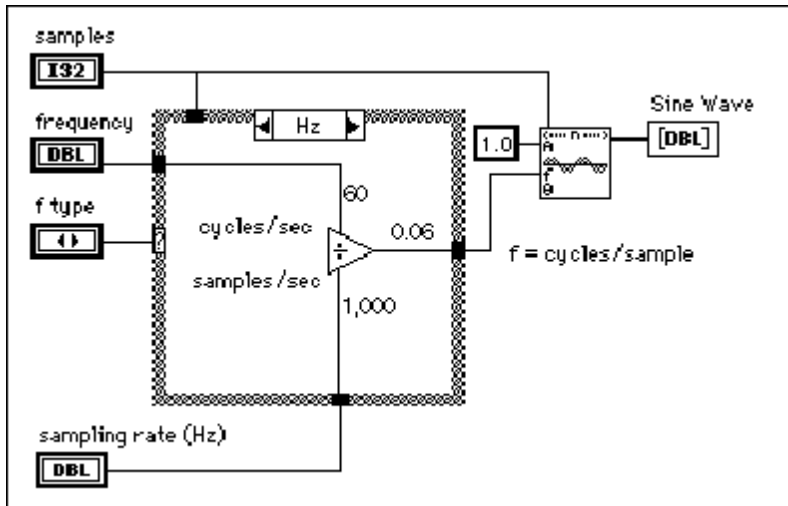 samples
I32
Hz
Sine Wave
frequency
1.0
[DBL]
DBL
A
f
60
f type
cycles/sec
0.06
?
÷
f = cycles/sample
samples/sec
1,000
sampling rate (Hz)
DBL